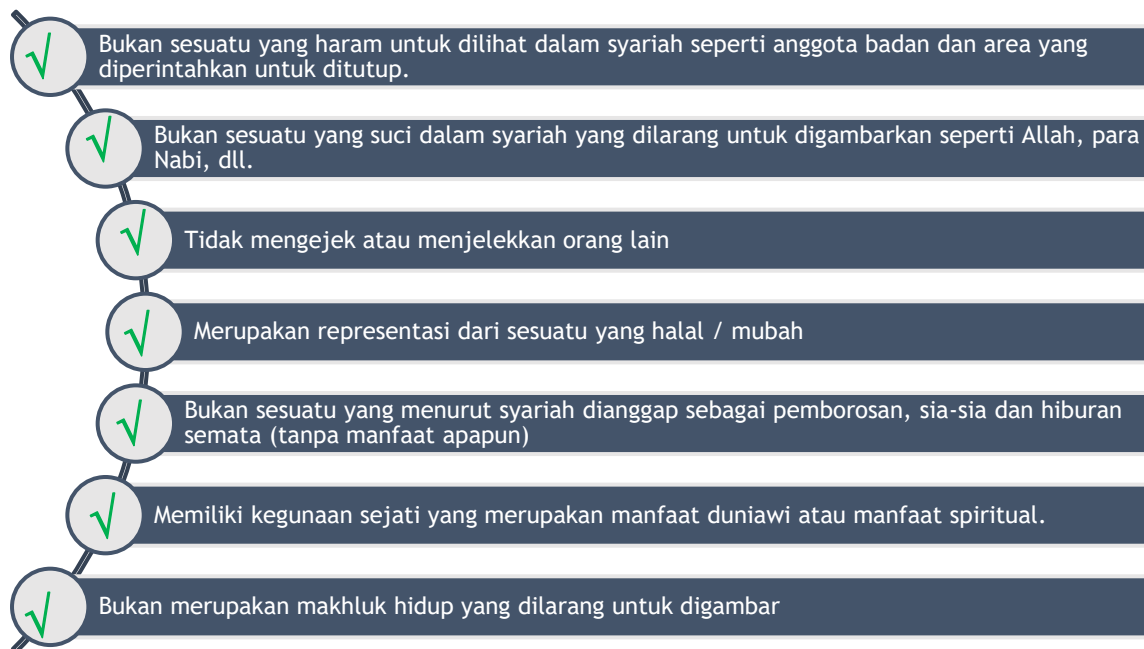 √
Bukan sesuatu yang haram untuk dilihat dalam syariah seperti anggota badan dan area yang
diperintahkan untuk ditutup.
√
Bukan sesuatu yang suci dalam syariah yang dilarang untuk digambarkan seperti Allah, para
Nabi, dll.
√
Tidak mengejek atau menjelekkan orang lain
√
Merupakan representasi dari sesuatu yang halal / mubah
√
Bukan sesuatu yang menurut syariah dianggap sebagai pemborosan, sia-sia dan hiburan
semata (tanpa manfaat apapun)
√
Memiliki kegunaan sejati yang merupakan manfaat duniawi atau manfaat spiritual.
√
Bukan merupakan makhluk hidup yang dilarang untuk digambar